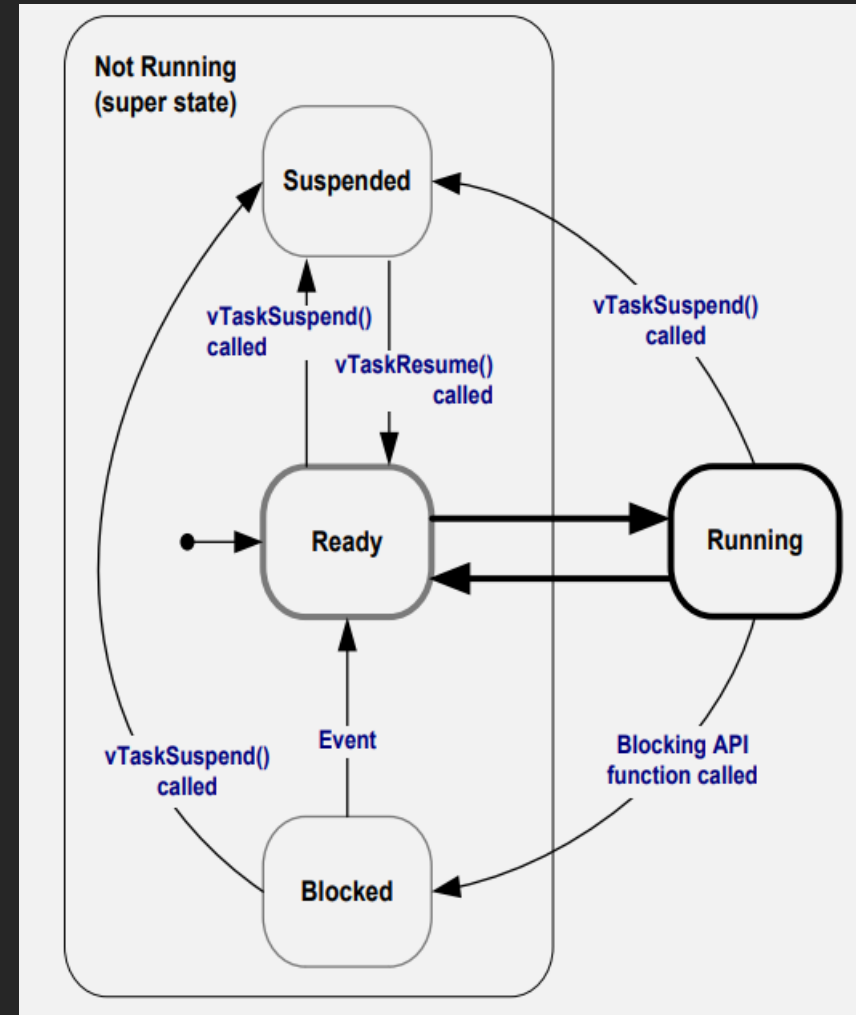 Not Running
(super state)
Suspended
vTaskSuspend()
called
vTaskResume()
called
vTaskSuspend()
called
Ready
Running
Event
vTaskSuspend()
called
Blocking API
function called
Blocked